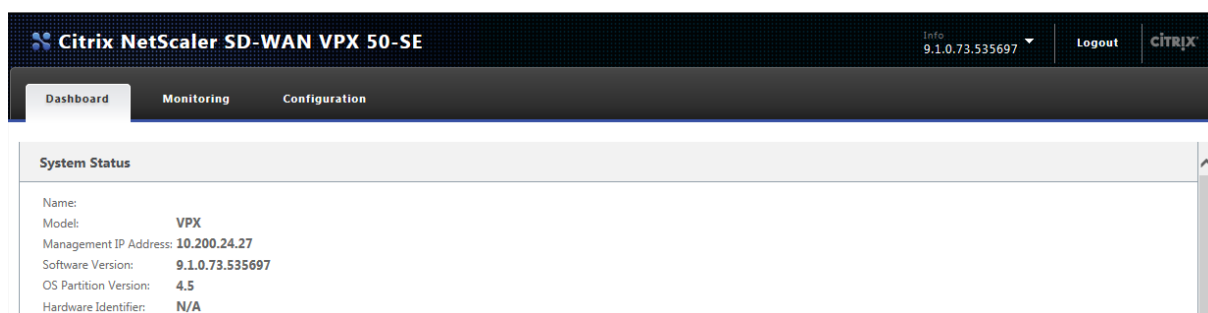 Citrix NetScaler SD-WAN VPX 50-SE
Info
9.1.0.73.535697
Logout
CİTRIX
Dashboard Monitoring Configuration
System Status
Name:
Model: VPX
Management IP Address: 10.200.24.27
Software Version: 9.1.0.73.535697
OS Partition Version: 4.5
Hardware Identifier: N/A